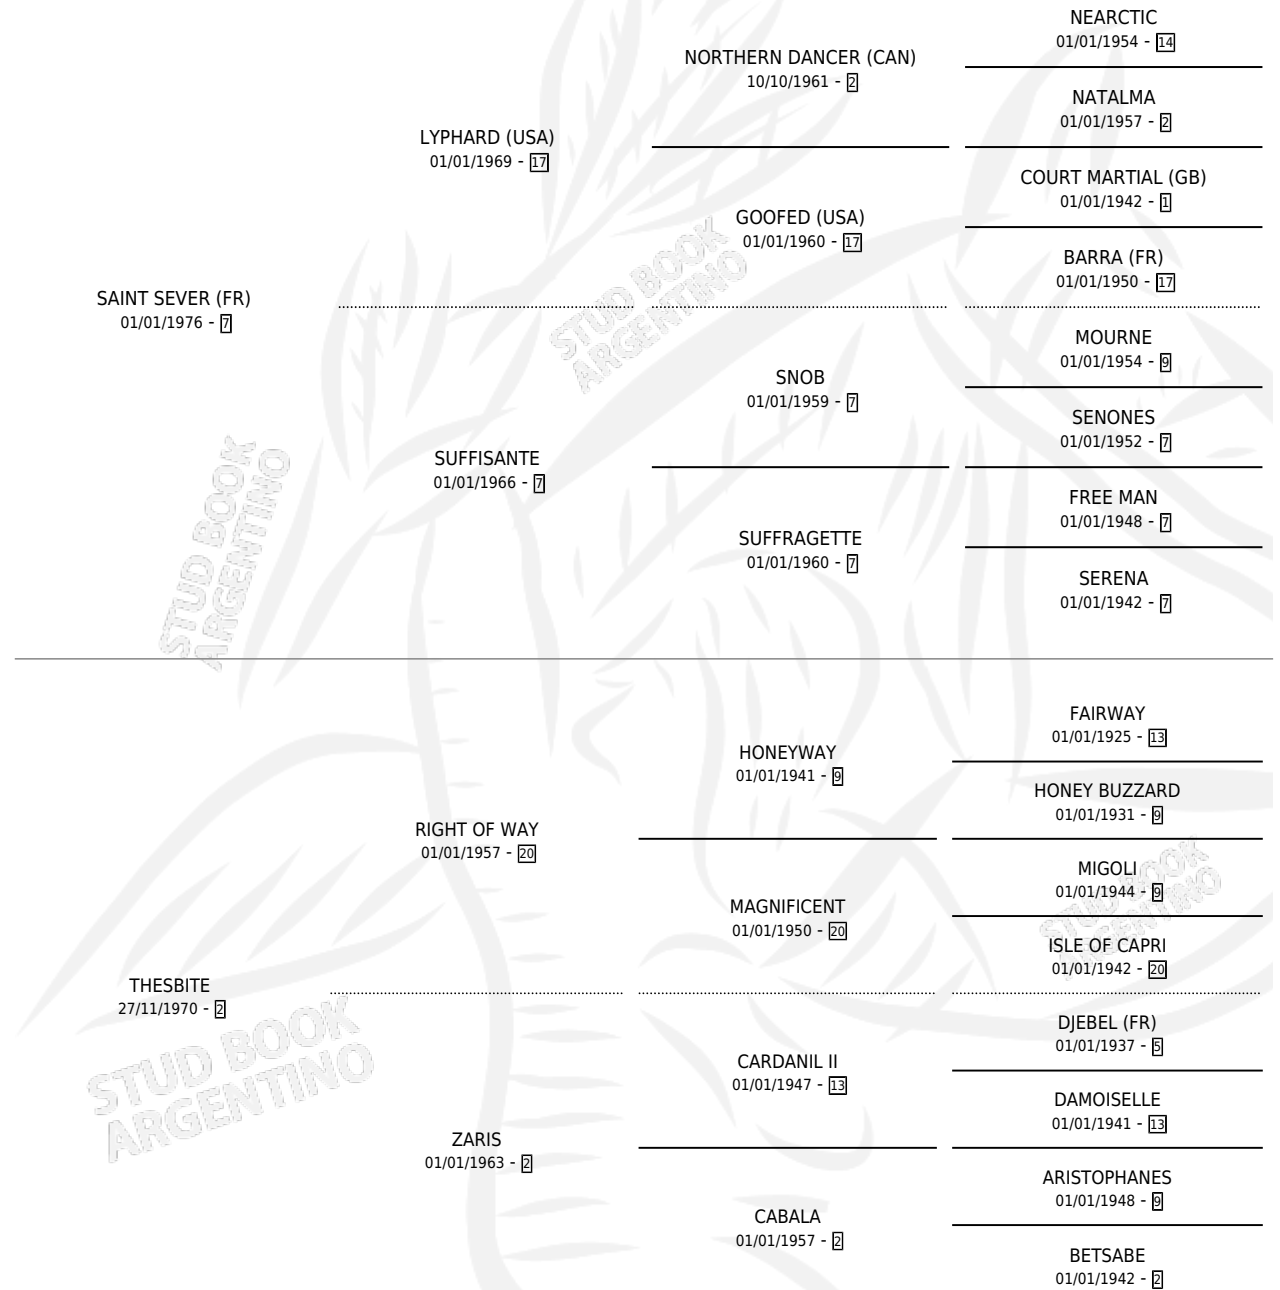 NEARCTIC
01/01/1954 - 14
NORTHERN DANCER (CAN)
10/10/1961 - 2
NATALMA
01/01/1957 - 2
LYPHARD (USA)
01/01/1969 - 17
COURT MARTIAL (GB)
01/01/1942 - 1
GOOFED (USA)
01/01/1960 - 17
BARRA (FR)
01/01/1950 - 17
SAINT SEVER (FR)
01/01/1976 - 7
STUD BOOK
ARGENTINO
MOURNE
01/01/1954 - 9
SNOB
01/01/1959 - 7
SENONES
01/01/1952 - 7
SUFFISANTE
01/01/1966 - 7
FREE MAN
01/01/1948 - 7
SUFFRAGETTE
01/01/1960 - 7
SERENA
01/01/1942 - 7
STUD BOOK
ARGENTINO
FAIRWAY
01/01/1925 - 13
HONEYWAY
01/01/1941 - 9
HONEY BUZZARD
01/01/1931 - 9
RIGHT OF WAY
01/01/1957 - 20
MIGOLI
01/01/1944 - 9
MAGNIFICENT
01/01/1950 - 20
STUD BOOK
ARGENTINO
ISLE OF CAPRI
01/01/1942 - 20
THESBITE
27/11/1970 - 2
DJEBEL (FR)
01/01/1937 - 5
CARDANIL II
01/01/1947 - 13
STUD BOOK
ARGENTINO
DAMOISELLE
01/01/1941 - 13
ZARIS
01/01/1963 - 2
ARISTOPHANES
01/01/1948 - 9
CABALA
01/01/1957 - 2
BETSABE
01/01/1942 - 2